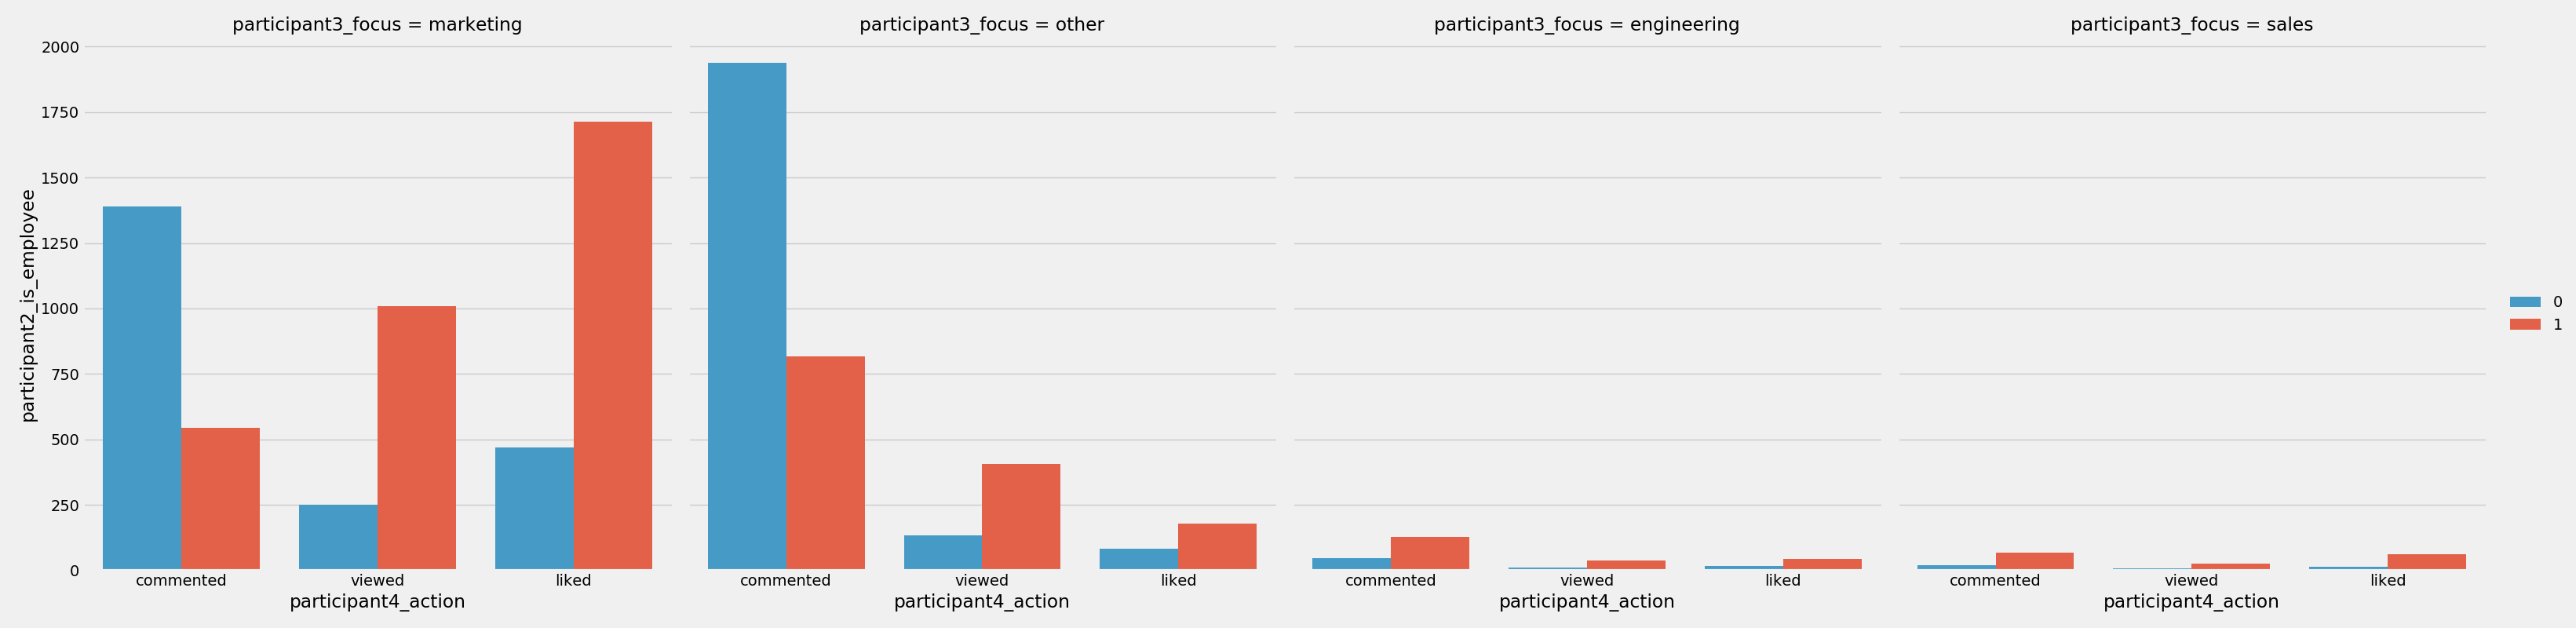 participant3_focus = marketing
participant3_focus = other
participant3_focus = engineering
participant3_focus = sales
participant2_is_employee
2000
1750
1500
1250
1000
750
500
250
0
commented viewed liked
commented viewed liked
commented viewed liked
commented viewed liked
participant4_action
participant4_action
participant4_action
participant4_action
0
1